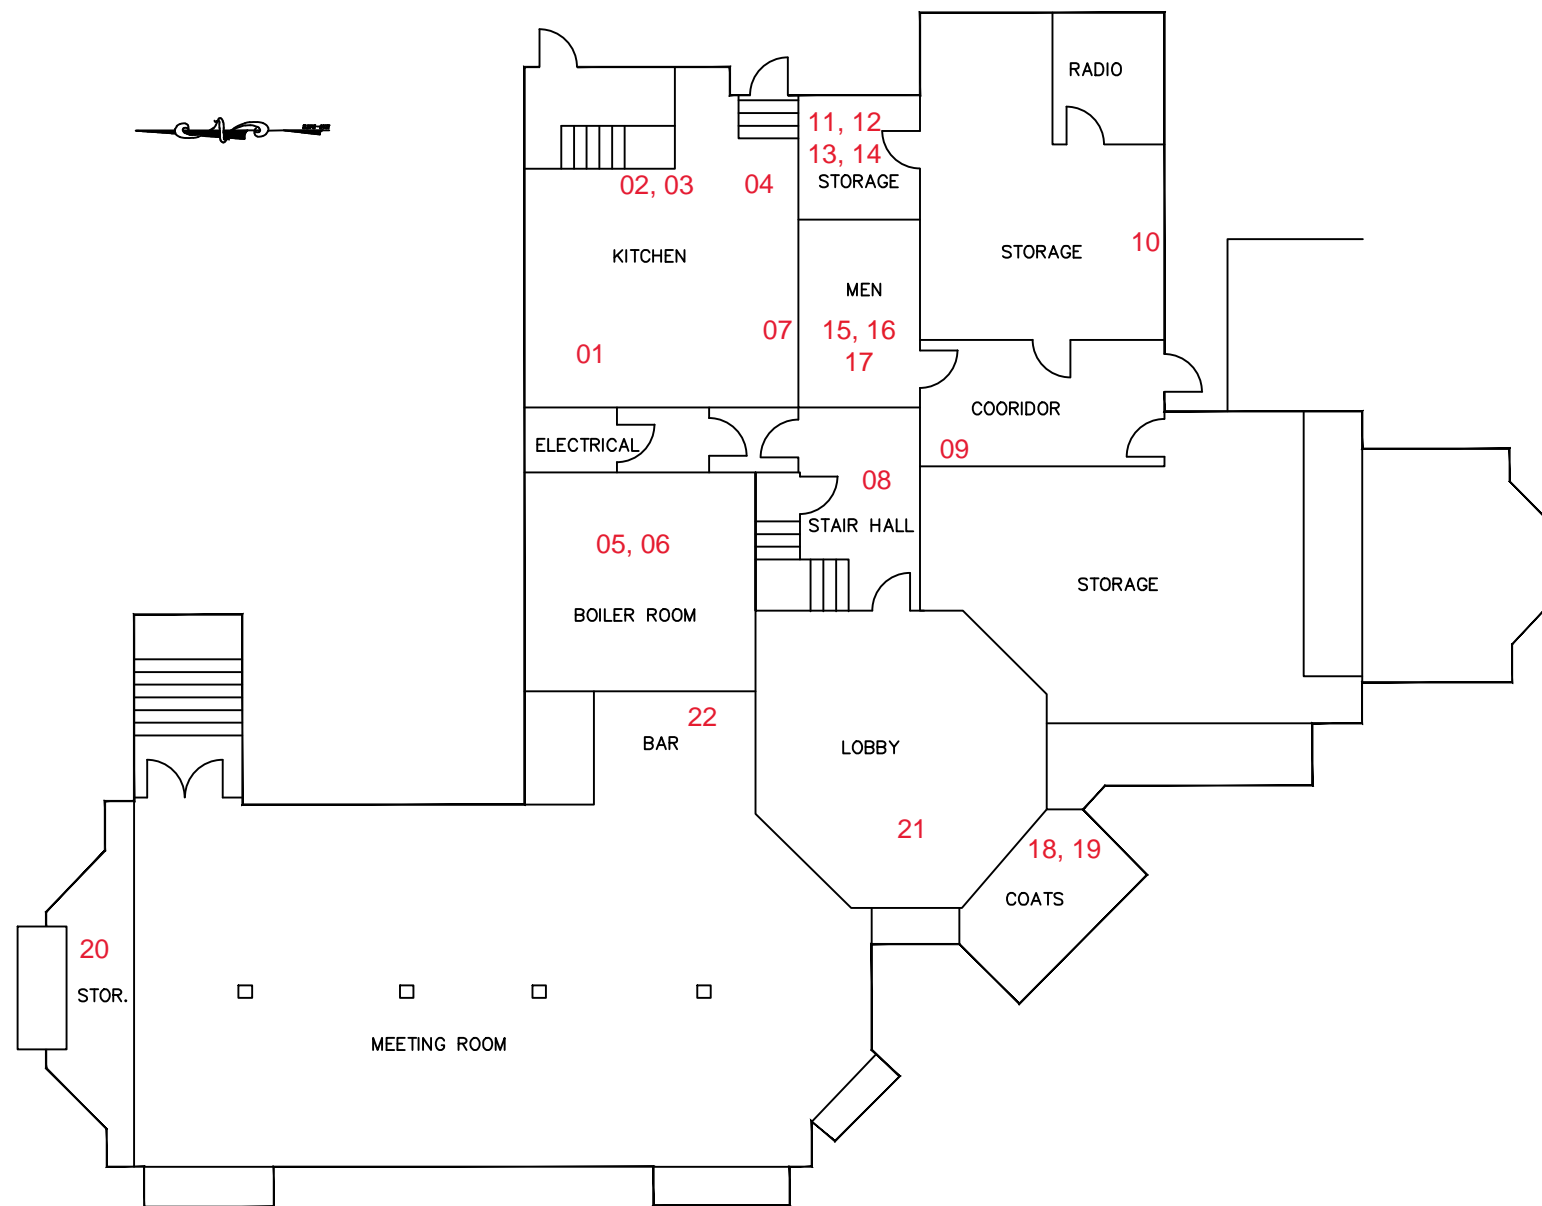 RADIO
11, 12
13, 14
STORAGE
02, 03
04
KITCHEN
STORAGE
10
MEN
15, 16
17
07
01
COORIDOR
09
ELECTRICAL
08
STAIR HALL
05, 06
BOILER ROOM
STORAGE
22
BAR
LOBBY
21
18, 19
COATS
20
STOR.
MEETING ROOM